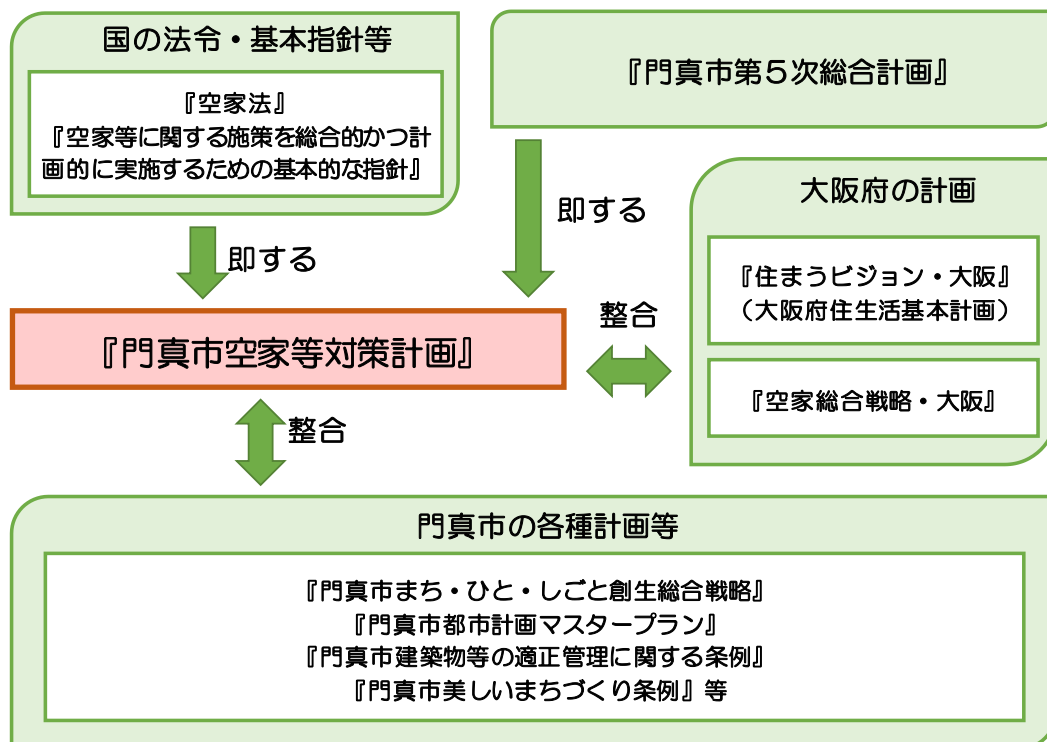 国の法令・基本指針等
『空家法』
『空家等に関する施策を総合的かつ計
画的に実施するための基本的な指針』
『門真市第５次総合計画』
即する
即する
大阪府の計画
『住まうビジョン・大阪』
（大阪府住生活基本計画）
『空家総合戦略・大阪』
整合
『門真市空家等対策計画』
整合
門真市の各種計画等
『門真市まち・ひと・しごと創生総合戦略』
『門真市都市計画マスタープラン』
『門真市建築物等の適正管理に関する条例』
『門真市美しいまちづくり条例』等